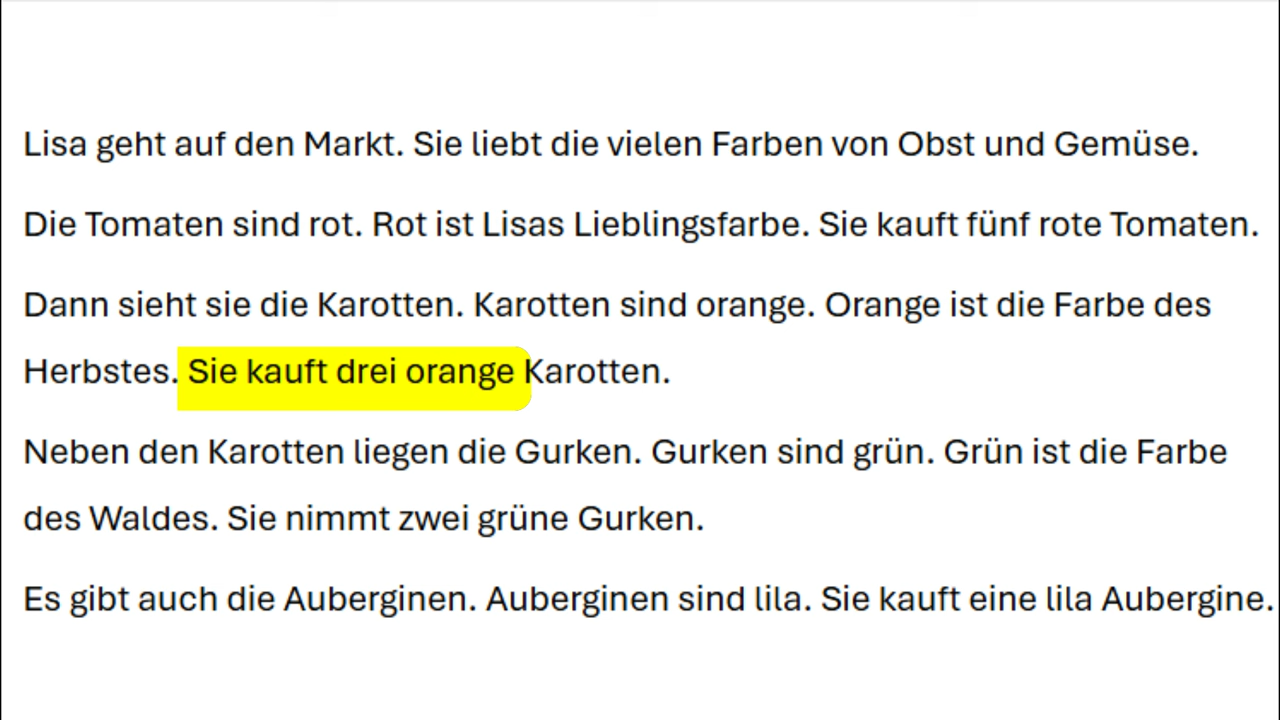 Lisa geht auf den Markt. Sie liebt die vielen Farben von Obst und Gemüse.
Die Tomaten sind rot. Rot ist Lisas Lieblingsfarbe. Sie kauft fünf rote Tomaten.
Dann sieht sie die Karotten. Karotten sind orange. Orange ist die Farbe des
Herbstes. Sie kauft drei orange Karotten.
Neben den Karotten liegen die Gurken. Gurken sind grün. Grün ist die Farbe
des Waldes. Sie nimmt zwei grüne Gurken.
Es gibt auch die Auberginen. Auberginen sind lila. Sie kauft eine lila Aubergine.